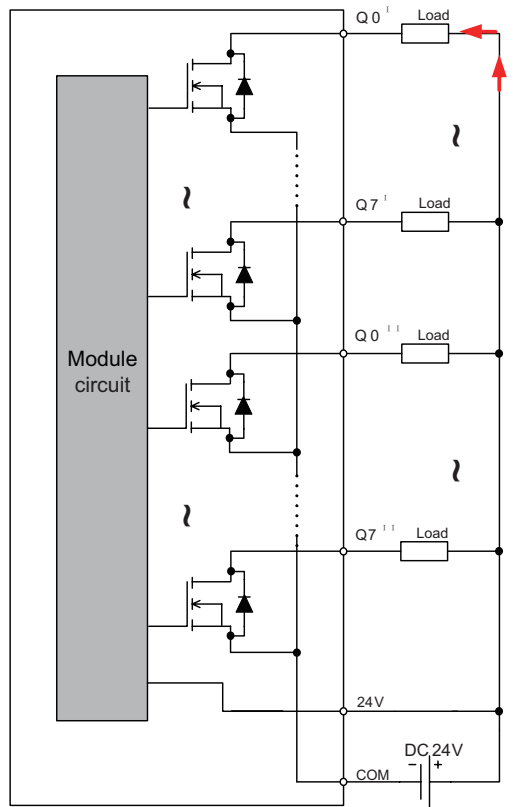 Q0 I Load
Q7 I Load
Q0 II Load
Module
circuit
Q7 II Load
24V
DC 24V
− +
COM